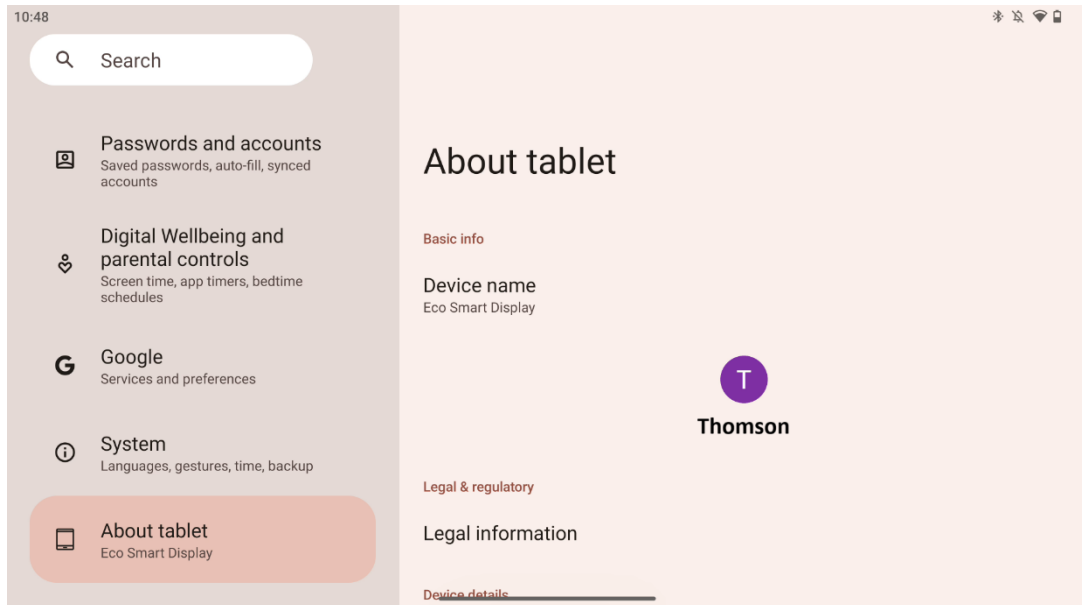 10:48
Search
Passwords and accounts
Saved passwords, auto-fill, synced
accounts
Digital Wellbeing and
parental controls
Screen time, app timers, bedtime
schedules
Google
Services and preferences
System
Languages, gestures, time, backup
About tablet
Eco Smart Display
About tablet
Basic info
Device name
Eco Smart Display
T
Thomson
Legal & regulatory
Legal information
Device details